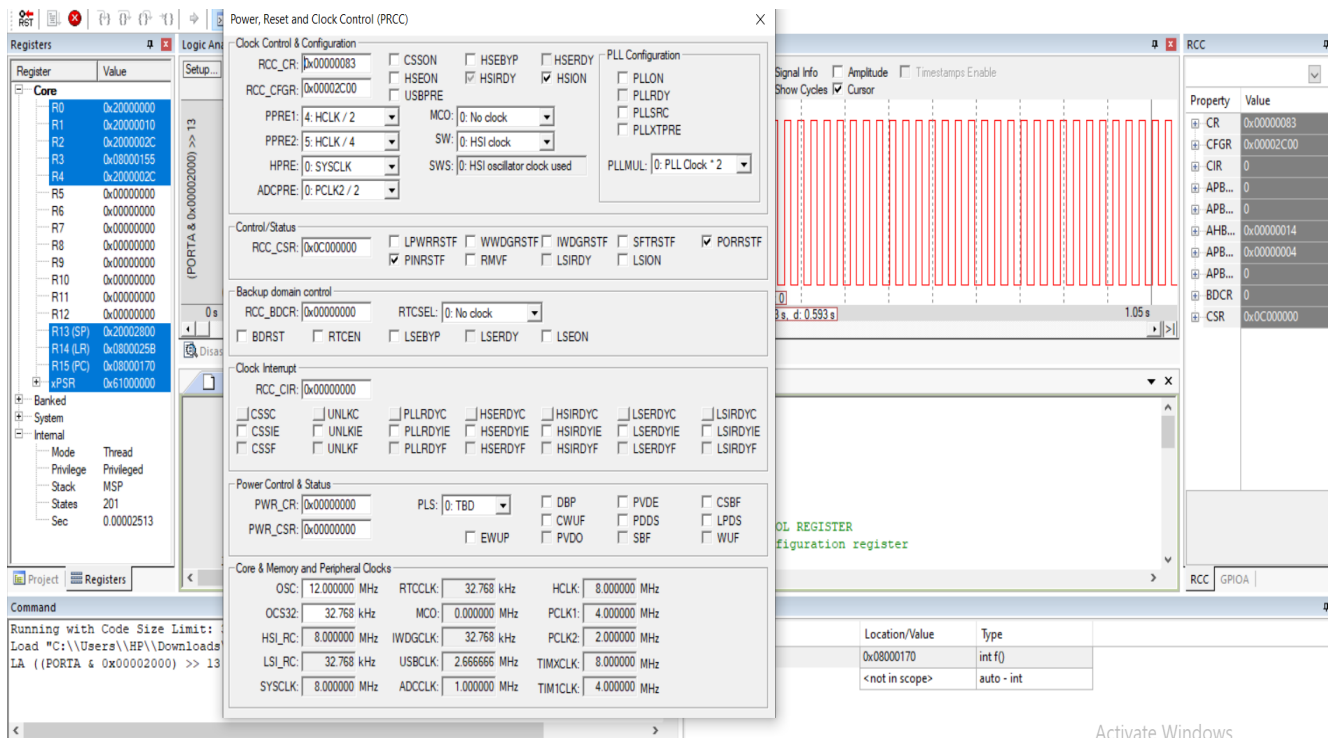 RST
Power, Reset and Clock Control (PRCC)
Registers
Register Value
Core
R0 0x20000000
R1 0x20000010
R2 0x2000002C
R3 0x08000155
R4 0x2000002C
R5 0x00000000
R6 0x00000000
R7 0x00000000
R8 0x00000000
R9 0x00000000
R10 0x00000000
R11 0x00000000
R12 0x00000000
R13 (SP) 0x20002800
R14 (LR) 0x0800025B
R15 (PC) 0x08000170
xPSR 0x61000000
Banked
System
Internal
Mode Thread
Privilege Privileged
Stack MSP
States 201
Sec 0.00002513
Project Registers
Logic Ana
Setup...
(PORTA & 0x00002000) >> 13
0 s
Disas
Clock Control & Configuration
RCC_CR: 0x00000083 CSSON HSEBYP HSERDY
HSEON HSIRDY HSION
RCC_CFGR: 0x00002C00 USBPRE
PPRE1: 4: HCLK / 2 MCO: 0: No clock
PPRE2: 5: HCLK / 4 SW: 0: HSI clock
HPRE: 0: SYSCLK SWS: 0: HSI oscillator clock used
ADCPRE: 0: PCLK2 / 2
PLL Configuration
PLLON
PLLRDY
PLLSRC
PLLXTPRE
PLLMUL: 0: PLL Clock * 2
Control/Status
RCC_CSR: 0x0C000000 LPWRRSTF WWDGRSTF IWDGRSTF SFTRSTF PORRSTF
PINRSTF RMVF LSIRDY LSION
Backup domain control
RCC_BDCR: 0x00000000 RTCSEL: 0: No clock
BDRST RTCEN LSEBYP LSERDY LSEON
Clock Interrupt
RCC_CIR: 0x00000000
CSSC UNLKC PLLRDYC HSERDYC HSIRDYC LSERDYC LSIRDYC
CSSIE UNLKIE PLLRDYIE HSERDYIE HSIRDYIE LSERDYIE LSIRDYIE
CSSF UNLKF PLLRDYF HSERDYF HSIRDYF LSERDYF LSIRDYF
Power Control & Status
PWR_CR: 0x00000000 PLS: 0: TBD DBP PVDE CSBF
CWUF PDDS LPDS
PWR_CSR: 0x00000000 EWUP PVDO SBF WUF
Core & Memory and Peripheral Clocks
OSC: 12.000000 MHz RTCCLK: 32.768 kHz HCLK: 8.000000 MHz
OCS32: 32.768 kHz MCO: 0.000000 MHz PCLK1: 4.000000 MHz
HSI_RC: 8.000000 MHz IWDGCLK: 32.768 kHz PCLK2: 2.000000 MHz
LSI_RC: 32.768 kHz USBCLK: 2.666666 MHz TIMXCLK: 8.000000 MHz
SYSCLK: 8.000000 MHz ADCCLK: 1.000000 MHz TIM1CLK: 4.000000 MHz
Signal Info Amplitude Timestamps Enable
Show Cycles Cursor
0
s, d: 0.593 s 1.05 s
OL REGISTER
figuration register
RCC
Property Value
CR 0x00000083
CFGR 0x00002C00
CIR 0
APB... 0
APB... 0
AHB... 0x00000014
APB... 0x00000004
APB... 0
BDCR 0
CSR 0x0C000000
RCC GPIOA
Command
Running with Code Size Limit:
Load "C:\\Users\\HP\\Downloads\
LA ((PORTA & 0x00002000) >> 13
Location/Value Type
0x08000170 int f()
<not in scope> auto - int
Activate Windows